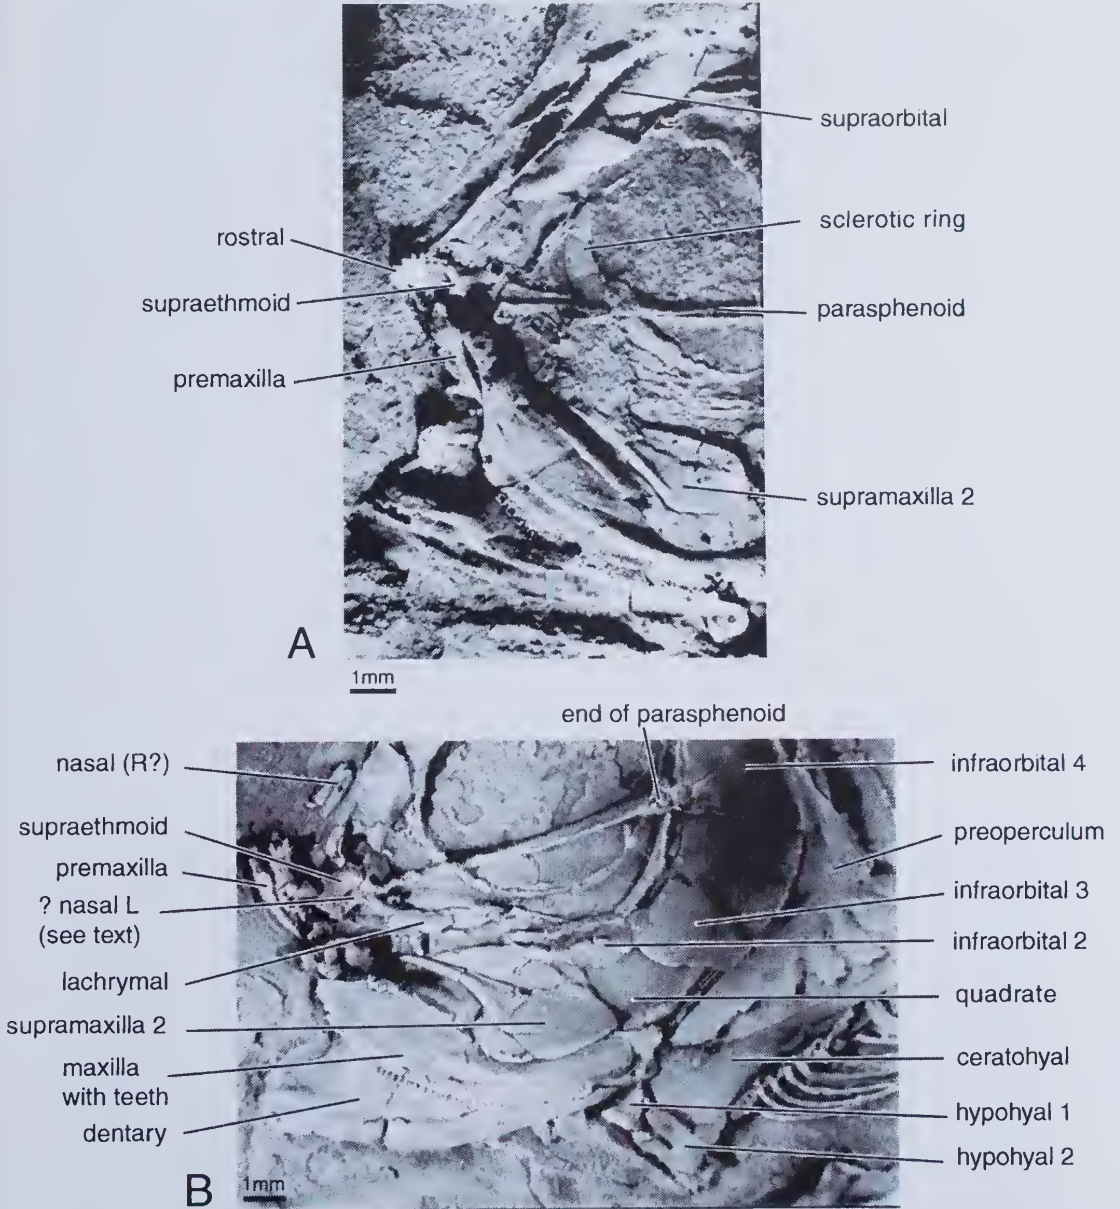 supraorbital
sclerotic ring
rostral
supraethmoid
parasphenoid
premaxilla
supramaxilla 2
A
1mm
end of parasphenoid
nasal (R?)
infraorbital 4
supraethmoid
preoperculum
premaxilla
infraorbital 3
? nasal L
(see text)
infraorbital 2
lachrymal
quadrate
supramaxilla 2
ceratohyal
maxilla
with teeth
hypohyal 1
dentary
hypohyal 2
B
1mm